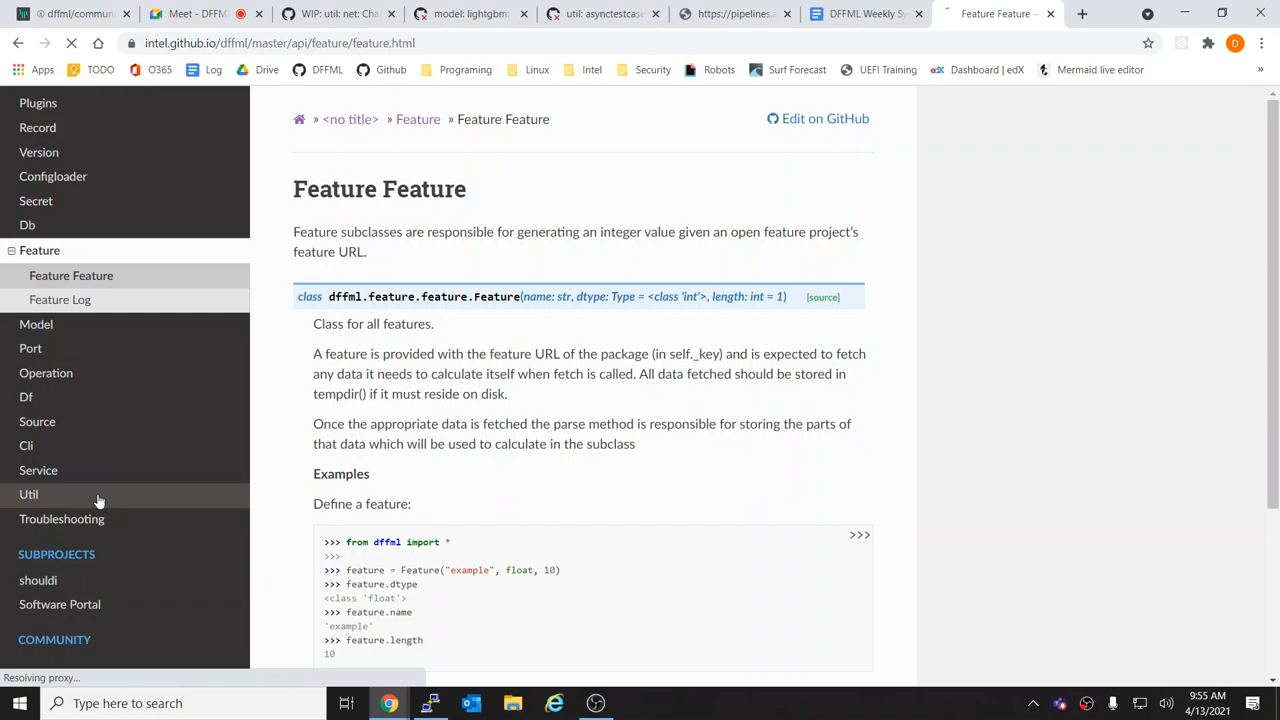 dffml/commun
Meet - DFFM
WIP: util: net: Cha
model: lightgbm:
util: asynctestcase
https://pipelines.a
DFFML Weekly Sy
Feature Feature —
intel.github.io/dffml/master/api/feature/feature.html
D
Apps
TODO
O365
Log
Drive
DFFML
Github
Programing
Linux
Intel
Security
Robots
Surf Forecast
UEFI Training
Dashboard | edX
Mermaid live editor
»
Plugins
Record
Version
Configloader
Secret
Db
Feature
Feature Feature
Feature Log
Model
Port
Operation
Df
Source
Cli
Service
Util
Troubleshooting
SUBPROJECTS
shouldi
Software Portal
COMMUNITY
Resolving proxy...
» <no title> » Feature » Feature Feature
Edit on GitHub
Feature Feature
Feature subclasses are responsible for generating an integer value given an open feature project's
feature URL.
class dffml.feature.feature.Feature(name: str, dtype: Type = <class 'int'>, length: int = 1) [source]
Class for all features.
A feature is provided with the feature URL of the package (in self._key) and is expected to fetch
any data it needs to calculate itself when fetch is called. All data fetched should be stored in
tempdir() if it must reside on disk.
Once the appropriate data is fetched the parse method is responsible for storing the parts of
that data which will be used to calculate in the subclass
Examples
Define a feature:
>>>
>>> from dffml import *
>>>
>>> feature = Feature("example", float, 10)
>>> feature.dtype
<class 'float'>
>>> feature.name
'example'
>>> feature.length
10
Type here to search
9:55 AM
4/13/2021